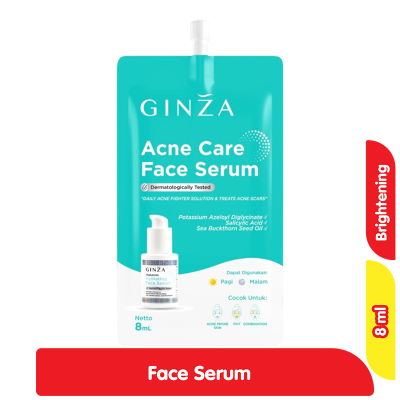 GINZA
Acne Care
Face Serum
Dermatologically Tested
"DAILY ACNE FIGHTER SOLUTION & TREATS ACNE SCARS"
Potassium Azeloyl Diglycinate
Salicylic Acid
Sea Buckthorn Seed Oil
GINZA
Face Serum
Dapat Digunakan:
Pagi
Malam
Cocok Untuk:
ACNE PRONE SKIN
OILY
COMBINATION
Netto
8mL
Brightening
8 ml
Face Serum